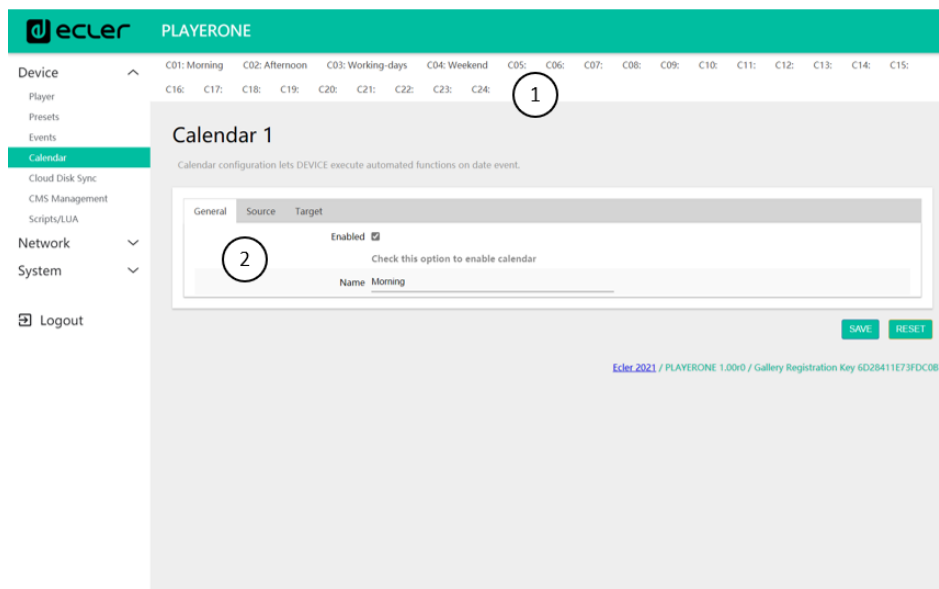 ecler PLAYERONE
Device
Player
Presets
Events
Calendar
Cloud Disk Sync
CMS Management
Scripts/LUA
Network
System
Logout
C01: Morning C02: Afternoon C03: Working-days C04: Weekend C05: C06: C07: C08: C09: C10: C11: C12: C13: C14: C15:
C16: C17: C18: C19: C20: C21: C22: C23: C24:
1
Calendar 1
Calendar configuration lets DEVICE execute automated functions on date event.
General Source Target
Enabled
2
Check this option to enable calendar
Name Morning
SAVE RESET
Ecler 2021 / PLAYERONE 1.00r0 / Gallery Registration Key 6D28411E73FDC0B